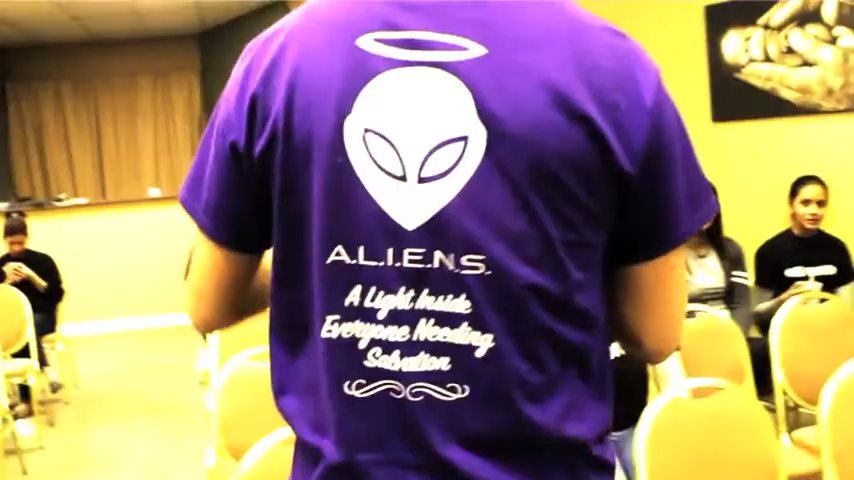 A.L.I.E.N.S.
A Light Inside
Everyone Needing
Salvation